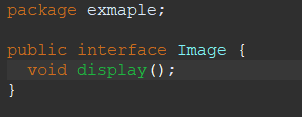 package exmaple;
public interface Image {
  void display();
}